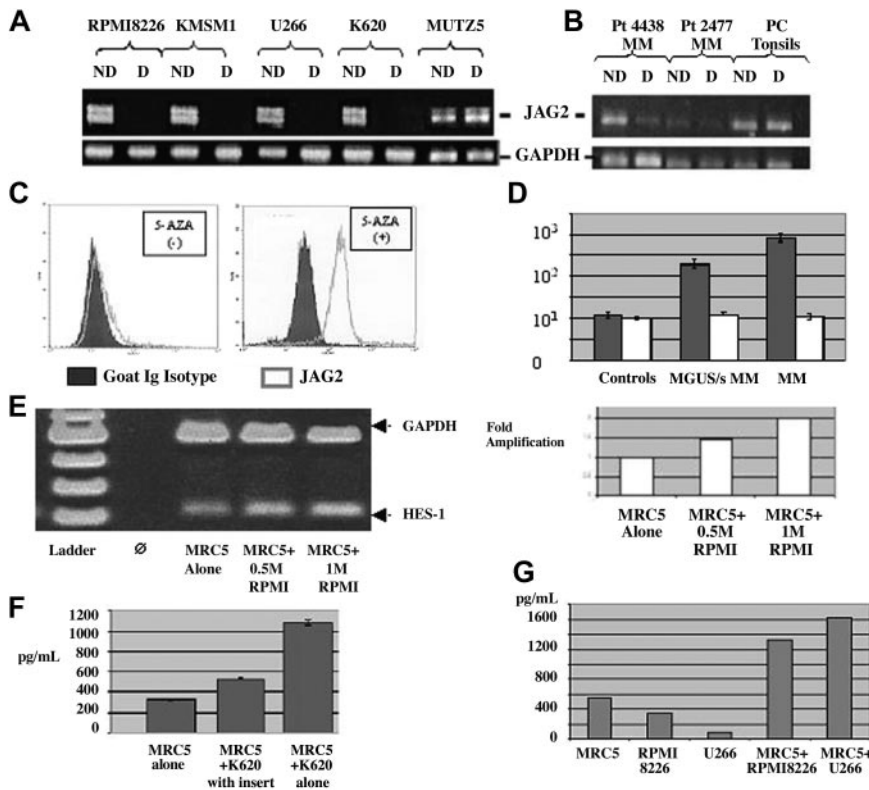 A
RPMI8226 KMSM1 U266 K620 MUTZ5
ND D ND D ND D ND D ND D
JAG2
GAPDH
B
Pt 4438 Pt 2477 PC
MM MM Tonsils
ND D ND D ND D
C
5-AZA
(-)
5-AZA
(+)
Goat Ig Isotype JAG2
D
10³
10²
10¹
0
Controls MGUS/s MM MM
E
GAPDH
HES-1
Ladder Ø MRC5 Alone MRC5+ 0.5M RPMI MRC5+ 1M RPMI
Fold
Amplification
2
1
0
MRC5 Alone MRC5+ 0.5M RPMI MRC5+ 1M RPMI
F
pg/mL
1200
1000
800
600
400
200
0
MRC5 alone MRC5 +K620 with insert MRC5 +K620 alone
G
pg/mL
1600
1200
800
400
0
MRC5 RPMI 8226 U266 MRC5+ RPMI8226 MRC5+ U266